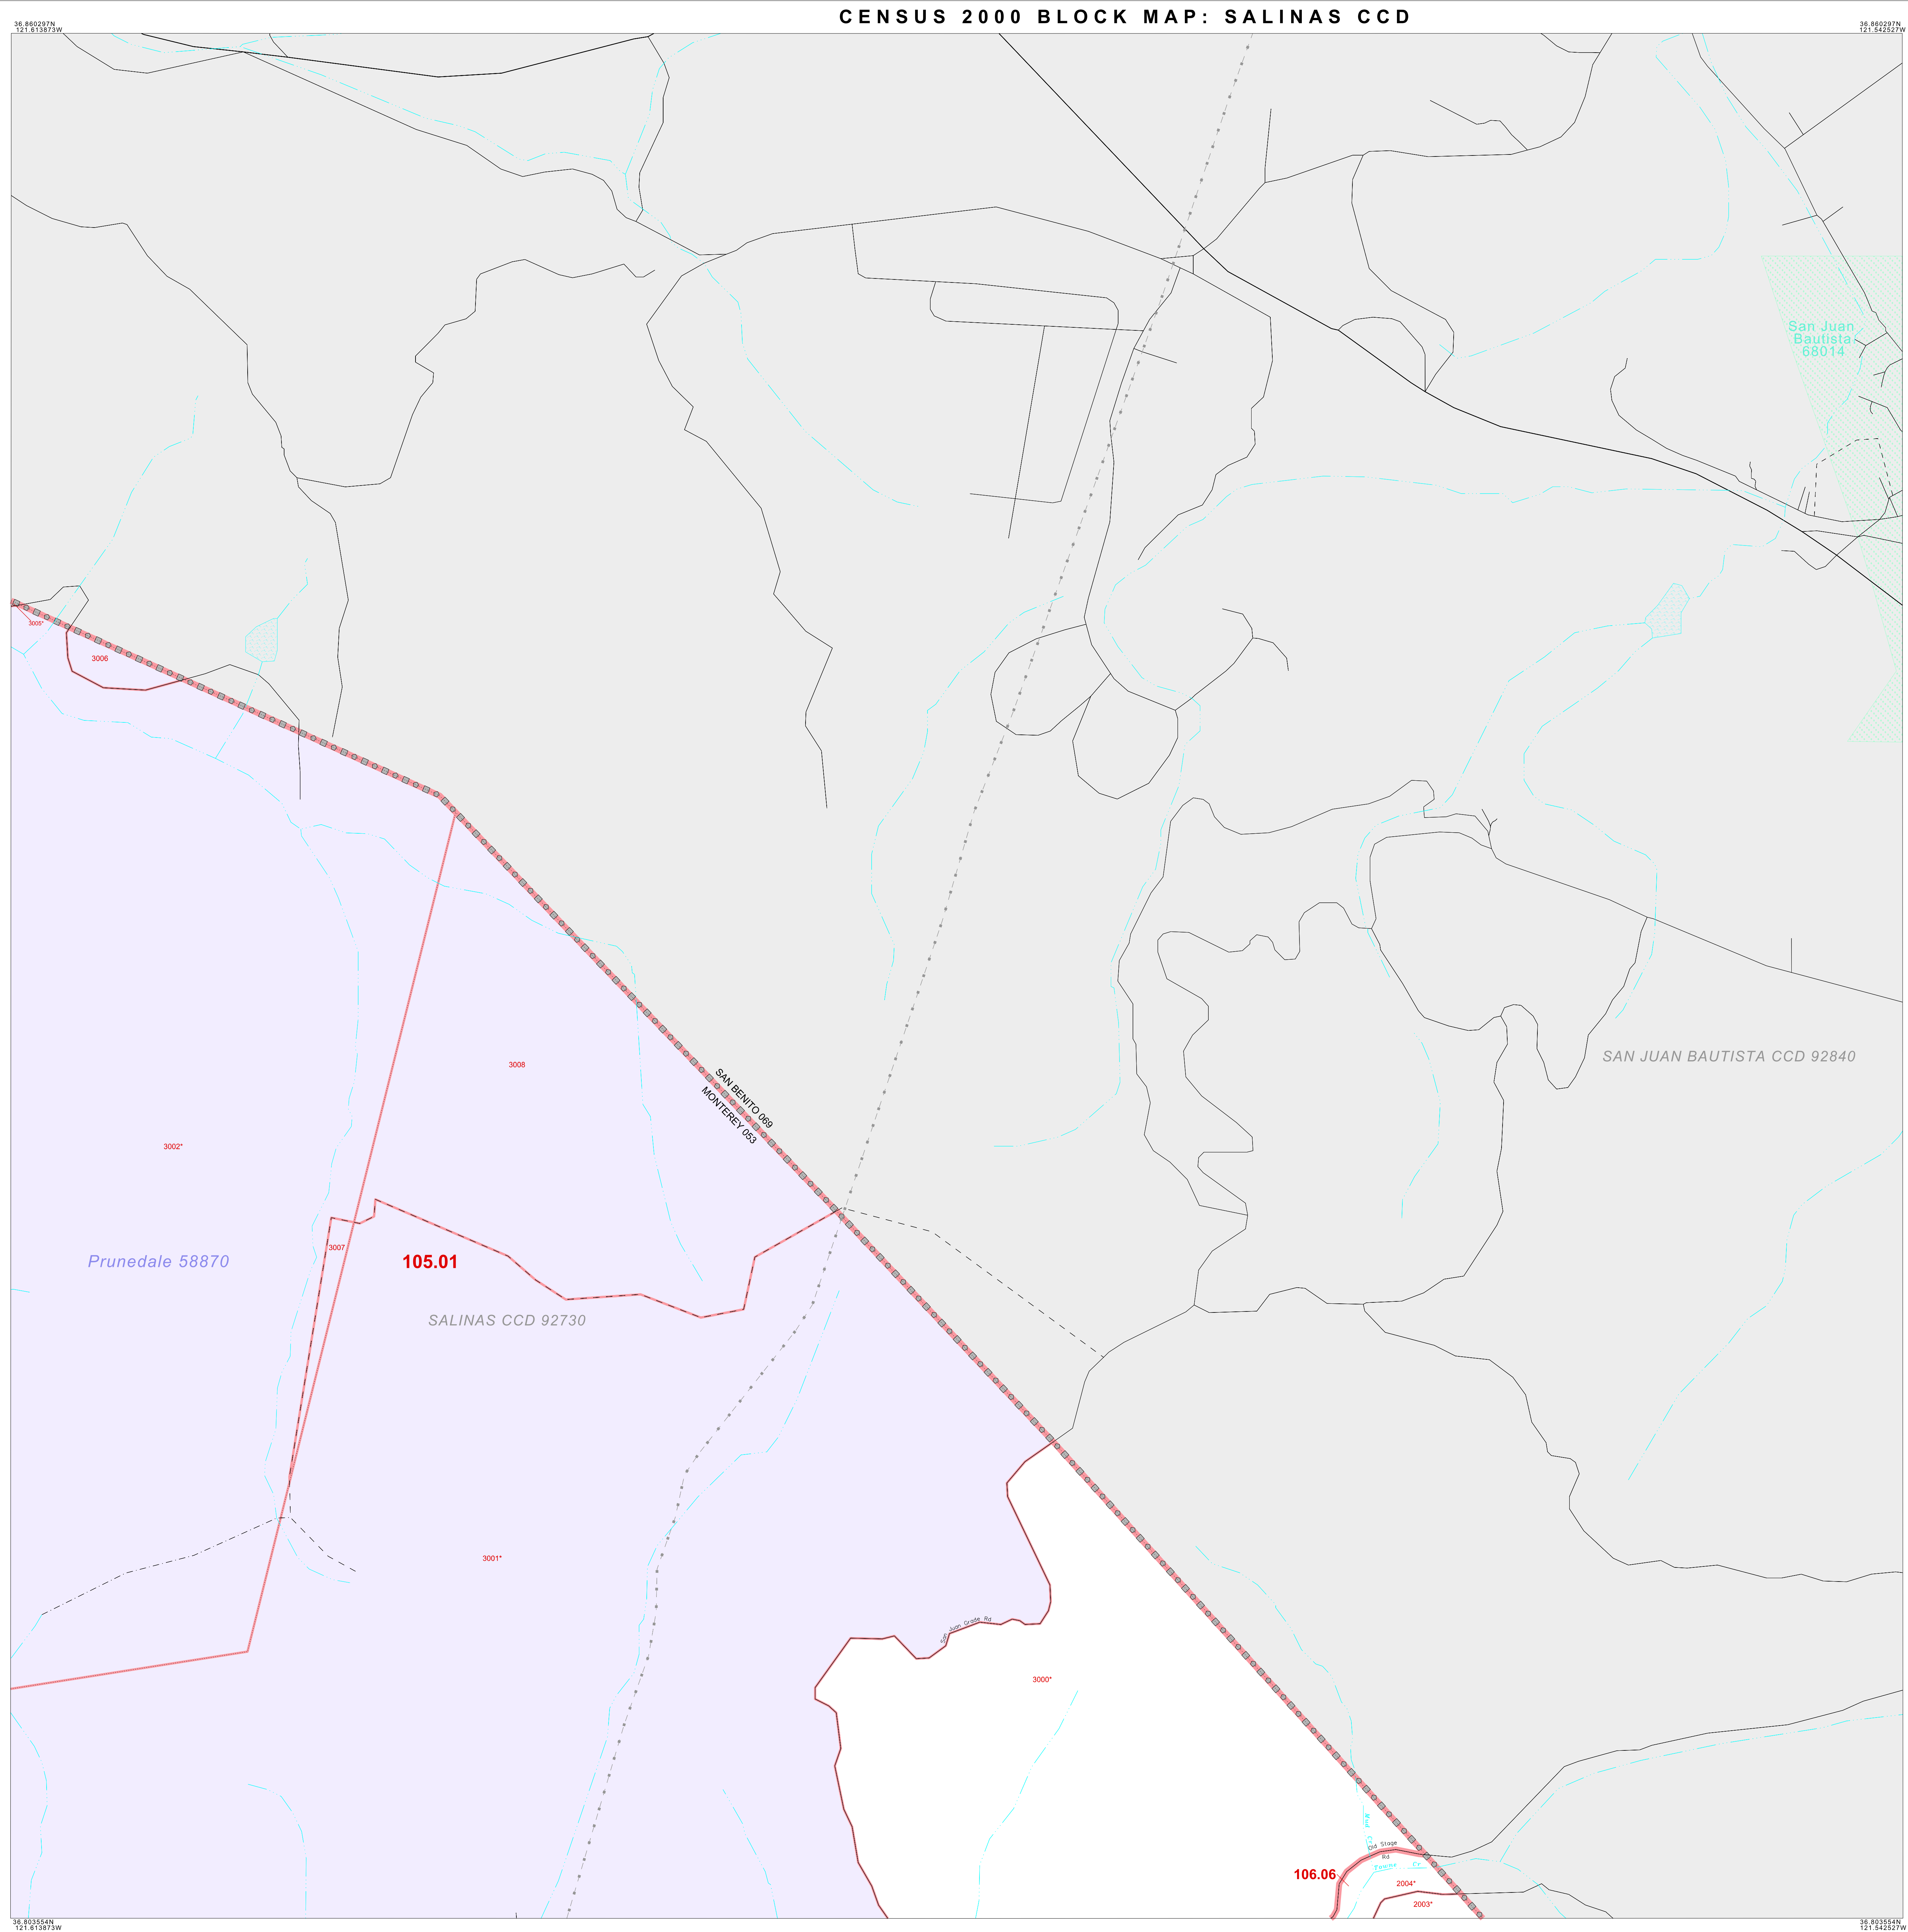 CENSUS 2000 BLOCK MAP: SALINAS CCD
36.860297N
121.613873W
36.860297N
121.542527W
San Juan
Bautista
68014
3005*
3006
SAN JUAN BAUTISTA CCD 92840
3008
SAN BENITO 069
MONTEREY 053
3002*
3007
Prunedale 58870
105.01
SALINAS CCD 92730
3001*
San Juan Grade Rd
3000*
Old Stage
Rd
Cr
106.06
2004*
2003*
36.803554N
121.613873W
36.803554N
121.542527W